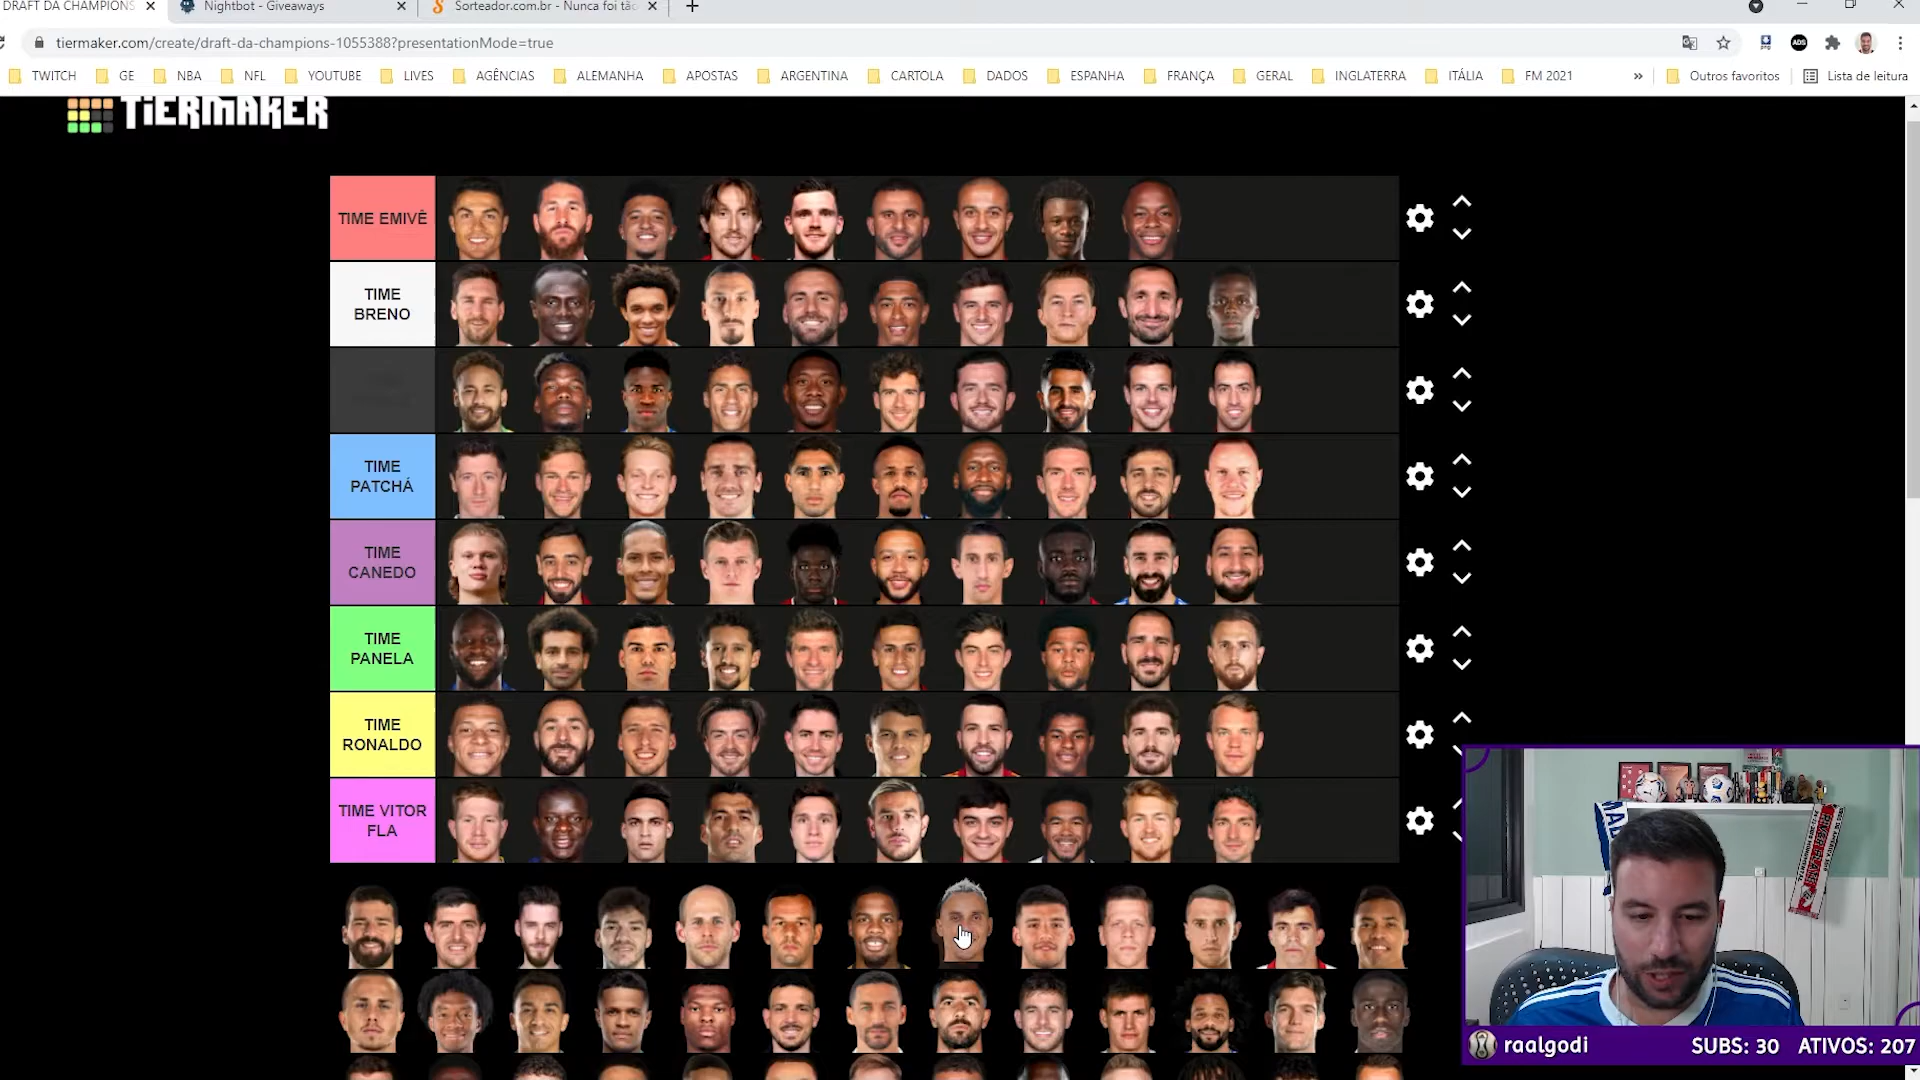 DRAFT DA CHAMPIONS
Nightbot - Giveaways
Sorteador.com.br - Nunca foi tão
tiermaker.com/create/draft-da-champions-1055388?presentationMode=true
TWITCH
GE
NBA
NFL
YOUTUBE
LIVES
AGÊNCIAS
ALEMANHA
APOSTAS
ARGENTINA
CARTOLA
DADOS
ESPANHA
FRANÇA
GERAL
INGLATERRA
ITÁLIA
FM 2021
»
Outros favoritos
Lista de leitura
TiERMAKER
TIME EMIVÊ
TIME
BRENO
TIME
PATCHÁ
TIME
CANEDO
TIME
PANELA
TIME
RONALDO
TIME VITOR
FLA
raalgodi
SUBS: 30
ATIVOS: 207